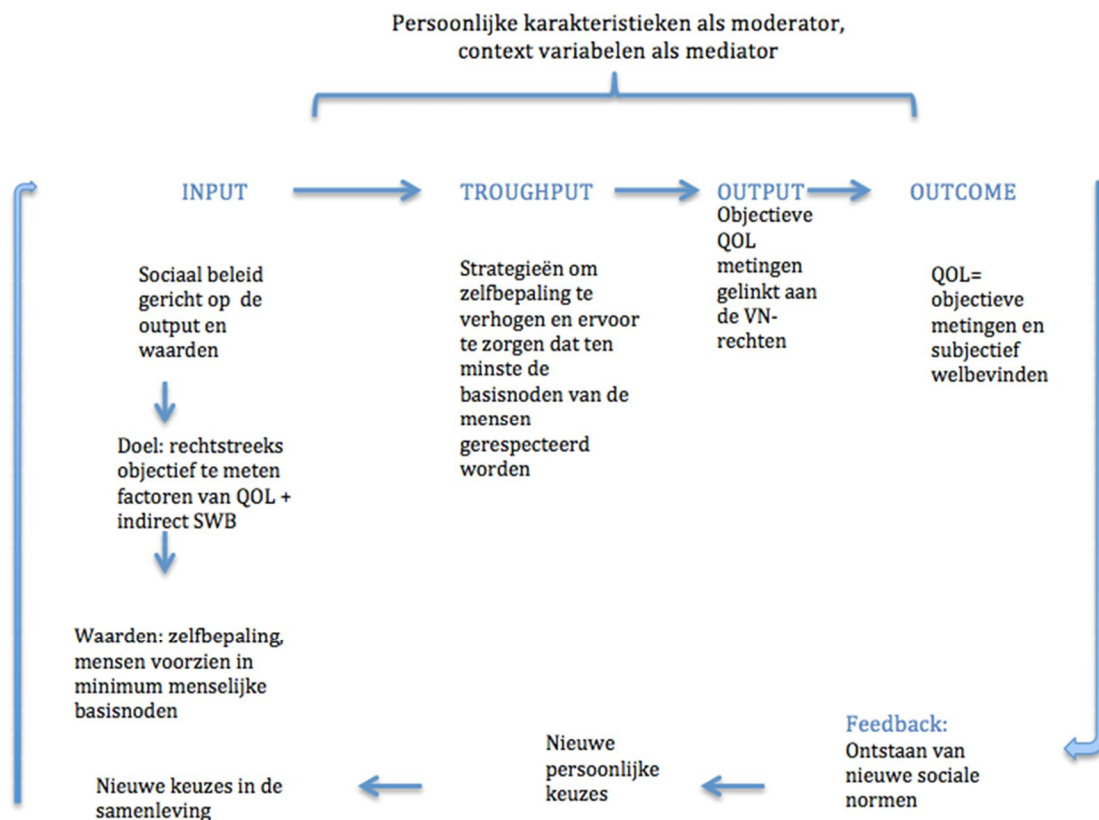 Persoonlijke karakteristieken als moderator,
context variabelen als mediator
INPUT
TROUGHPUT
OUTPUT
OUTCOME
Sociaal beleid
gericht op de
output en
waarden
Doel: rechtstreeks
objectief te meten
factoren van QOL +
indirect SWB
Waarden: zelfbepaling,
mensen voorzien in
minimum menselijke
basisnoden
Strategieën om
zelfbepaling te
verhogen en ervoor
te zorgen dat ten
minste de
basisnoden van de
mensen
gerespecteerd
worden
Objectieve
QOL
metingen
gelinkt aan
de VN-
rechten
QOL=
objectieve
metingen en
subjectief
welbevinden
Feedback:
Ontstaan van
nieuwe sociale
normen
Nieuwe
persoonlijke
keuzes
Nieuwe keuzes in de
samenleving